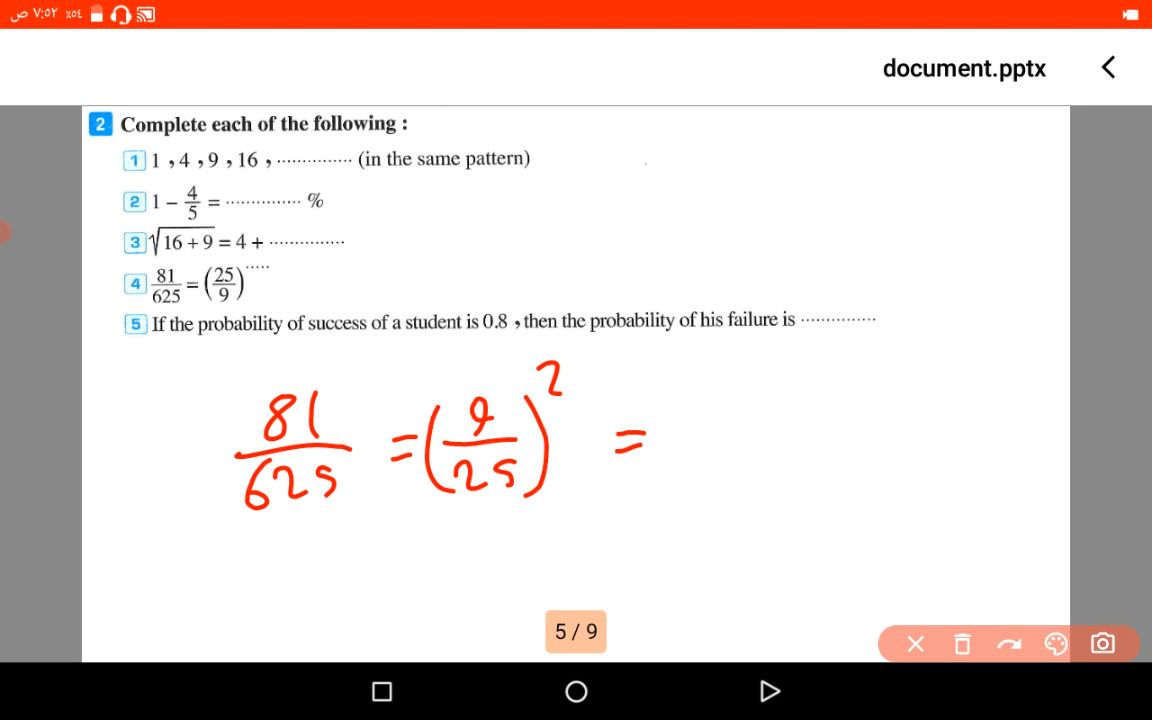 ٧:٥٢ ص ٪٥٤
document.pptx
2 Complete each of the following :
1 1 , 4 , 9 , 16 , .............. (in the same pattern)
2 1 − 4/5 = .............. %
3 √(16 + 9) = 4 + ..............
4 81/625 = (25/9)^.....
5 If the probability of success of a student is 0.8 , then the probability of his failure is ..............
81/625 = (9/25)^2 =
5 / 9